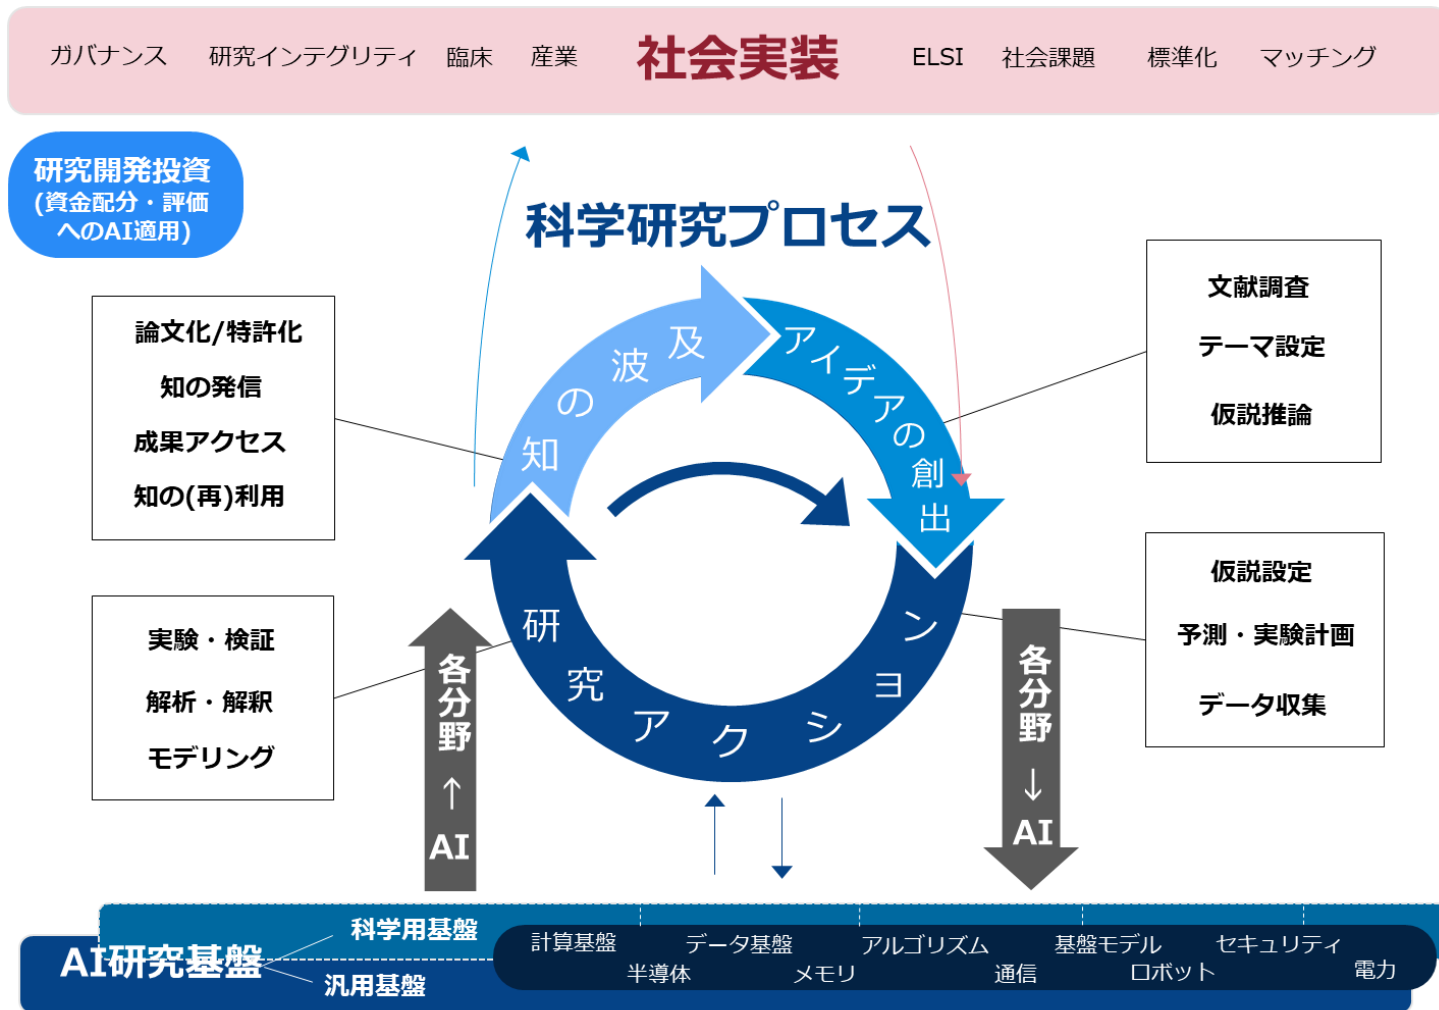 ガバナンス 研究インテグリティ 臨床 産業 社会実装 ELSI 社会課題 標準化 マッチング
研究開発投資
(資金配分・評価
へのAI適用)
科学研究プロセス
論文化/特許化
知の発信
成果アクセス
知の(再)利用
知の波及
アイデアの創出
文献調査
テーマ設定
仮説推論
実験・検証
解析・解釈
モデリング
研究アクション
仮説設定
予測・実験計画
データ収集
各分野 ↑ AI
各分野 ↓ AI
AI研究基盤
科学用基盤
汎用基盤
計算基盤 データ基盤 アルゴリズム 基盤モデル セキュリティ
半導体 メモリ 通信 ロボット 電力